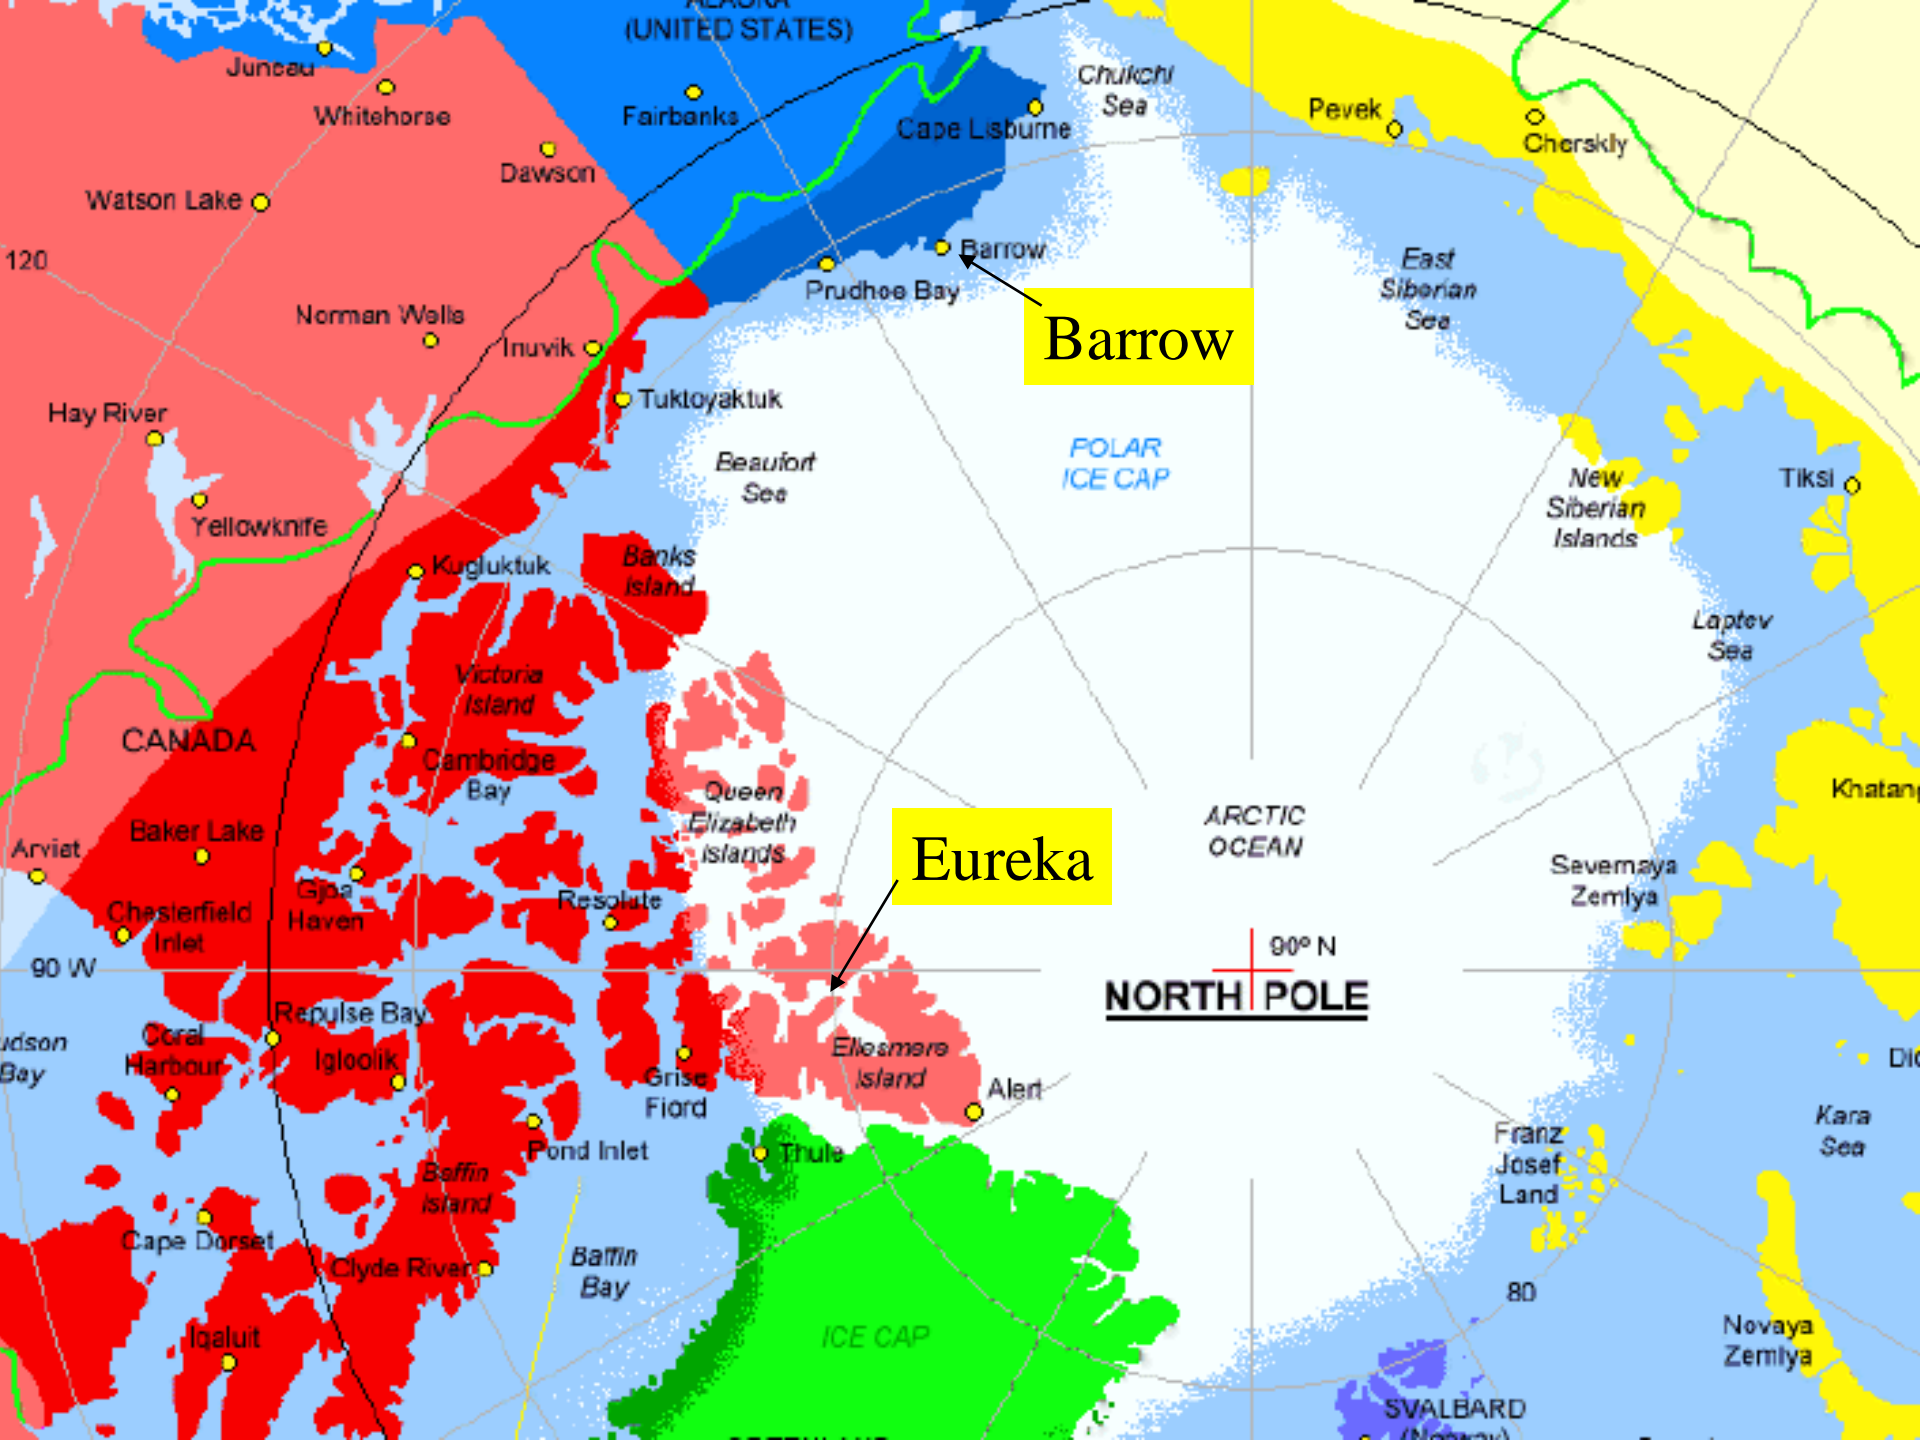 ALASKA
(UNITED STATES)
Juneau
Whitehorse
Fairbanks
Dawson
Watson Lake
Cape Lisburne
Chukchi
Sea
Pevek
Cherskly
120
Barrow
Prudhoe Bay
Barrow
East
Siberian
Sea
Norman Wells
Inuvik
Tuktoyaktuk
Hay River
Yellowknife
Beaufort
Sea
POLAR
ICE CAP
New
Siberian
Islands
Tiksi
Kugluktuk
Banks
Island
Laptev
Sea
Victoria
Island
CANADA
Cambridge
Bay
Queen
Elizabeth
Islands
Khatang
Arviat
Baker Lake
Gjoa
Haven
Resolute
Eureka
ARCTIC
OCEAN
Severnaya
Zemlya
Chesterfield
Inlet
90 W
90º N
NORTH POLE
Repulse Bay
udson
Bay
Coral
Harbour
Igloolik
Grise
Fiord
Ellesmere
Island
Alert
Dic
Kara
Sea
Franz
Josef
Land
Pond Inlet
Thule
Baffin
Island
Cape Dorset
Clyde River
Baffin
Bay
80
Iqaluit
ICE CAP
Novaya
Zemlya
SVALBARD
(Norway)